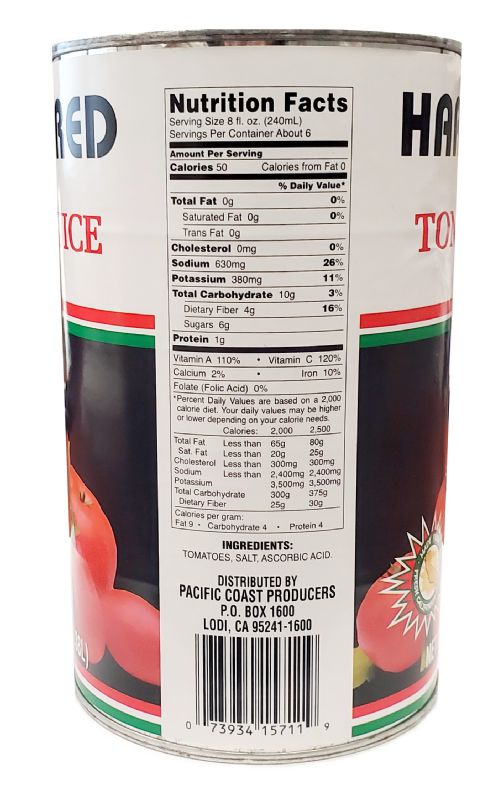 RED
HAR
ICE
TOM
Nutrition Facts
Serving Size 8 fl. oz. (240mL)
Servings Per Container About 6
Amount Per Serving
Calories 50 Calories from Fat 0
% Daily Value*
Total Fat 0g 0%
Saturated Fat 0g 0%
Trans Fat 0g
Cholesterol 0mg 0%
Sodium 630mg 26%
Potassium 380mg 11%
Total Carbohydrate 10g 3%
Dietary Fiber 4g 16%
Sugars 6g
Protein 1g
Vitamin A 110% • Vitamin C 120%
Calcium 2% • Iron 10%
Folate (Folic Acid) 0%
*Percent Daily Values are based on a 2,000
calorie diet. Your daily values may be higher
or lower depending on your calorie needs.
Calories: 2,000 2,500
Total Fat Less than 65g 80g
Sat. Fat Less than 20g 25g
Cholesterol Less than 300mg 300mg
Sodium Less than 2,400mg 2,400mg
Potassium 3,500mg 3,500mg
Total Carbohydrate 300g 375g
Dietary Fiber 25g 30g
Calories per gram:
Fat 9 • Carbohydrate 4 • Protein 4
INGREDIENTS:
TOMATOES, SALT, ASCORBIC ACID.
DISTRIBUTED BY
PACIFIC COAST PRODUCERS
P.O. BOX 1600
LODI, CA 95241-1600
0 73934 15711 9
.36L)
FRESH
NE